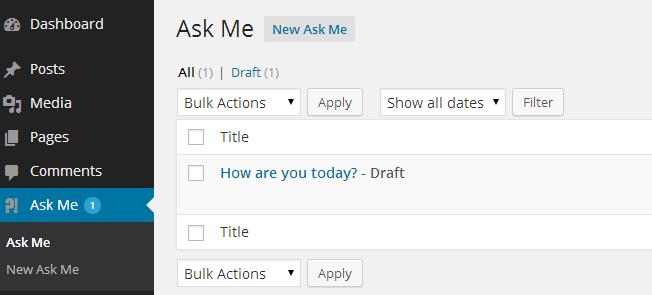 Dashboard
Posts
Media
Pages
Comments
Ask Me 1
Ask Me
New Ask Me
Ask Me New Ask Me
All (1) | Draft (1)
Bulk Actions Apply Show all dates Filter
Title
How are you today? - Draft
Title
Bulk Actions Apply